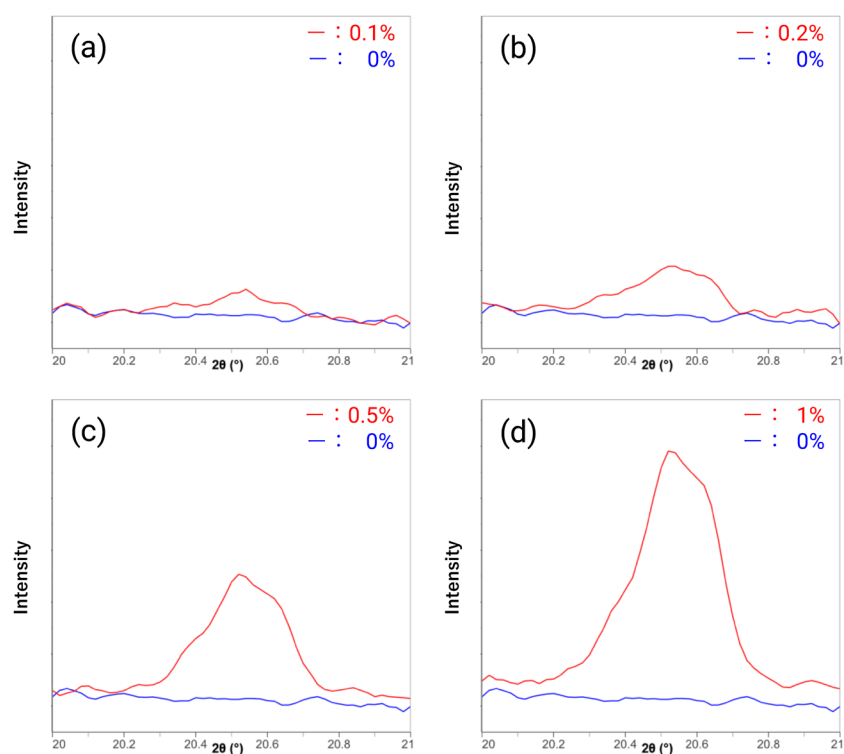 (a)
— : 0.1%
— : 0%
Intensity
20 20.2 20.4 20.6 20.8 21
2θ (°)
(b)
— : 0.2%
— : 0%
Intensity
20 20.2 20.4 20.6 20.8 21
2θ (°)
(c)
— : 0.5%
— : 0%
Intensity
20 20.2 20.4 20.6 20.8 21
2θ (°)
(d)
— : 1%
— : 0%
Intensity
20 20.2 20.4 20.6 20.8 21
2θ (°)